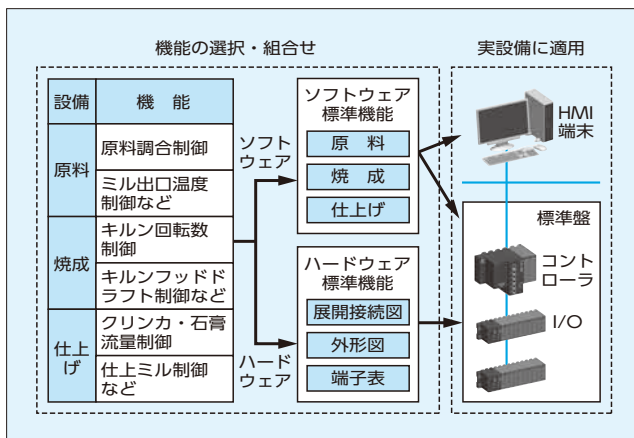 機能の選択・組合せ
実設備に適用
設備
機 能
原料
原料調合制御
ミル出口温度
制御など
焼成
キルン回転数
制御
キルンフッドド
ラフト制御など
仕上
げ
クリンカ・石膏
流量制御
仕上ミル制御
など
ソフト
ウェア
ハード
ウェア
ソフトウェア
標準機能
原 料
焼 成
仕上げ
ハードウェア
標準機能
展開接続図
外形図
端子表
HMI
端末
標準盤
コント
ローラ
I/O